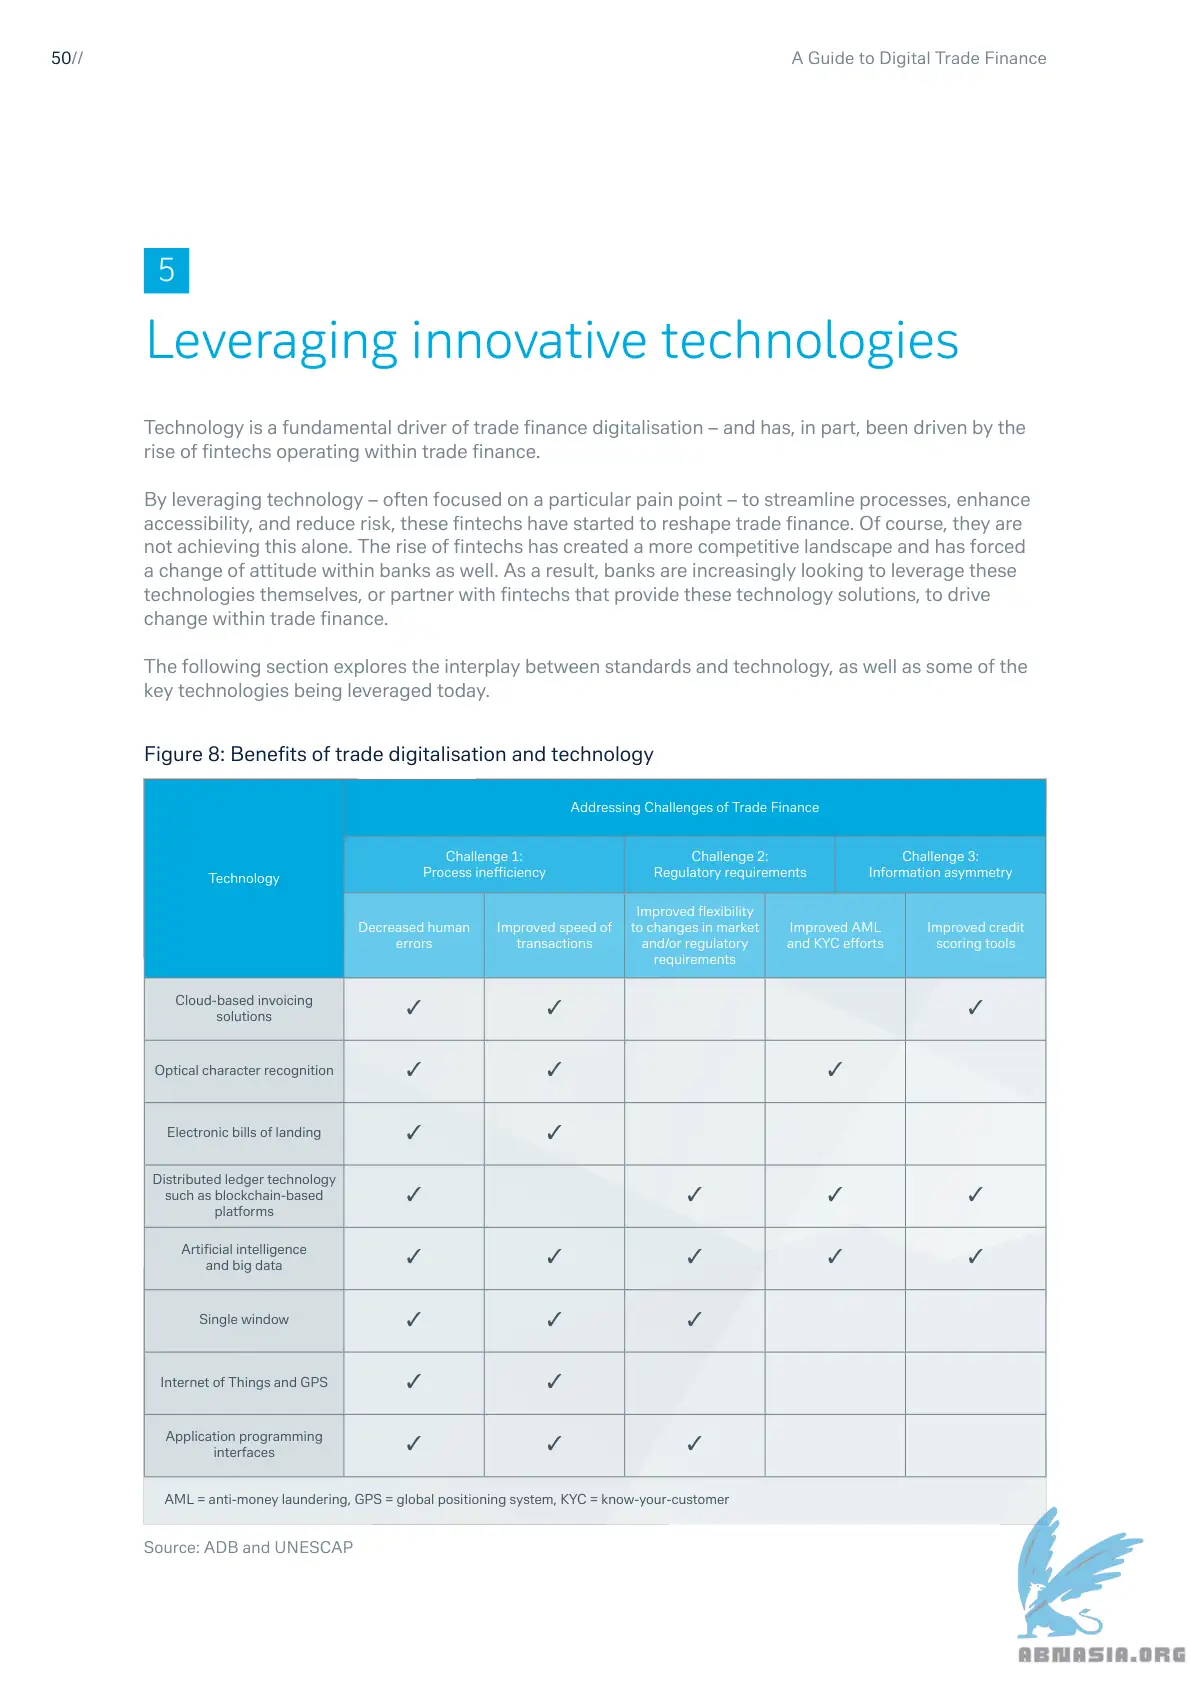 50//
A Guide to Digital Trade Finance
5
Leveraging innovative technologies
Technology is a fundamental driver of trade finance digitalisation – and has, in part, been driven by the
rise of fintechs operating within trade finance.
By leveraging technology – often focused on a particular pain point – to streamline processes, enhance
accessibility, and reduce risk, these fintechs have started to reshape trade finance. Of course, they are
not achieving this alone. The rise of fintechs has created a more competitive landscape and has forced
a change of attitude within banks as well. As a result, banks are increasingly looking to leverage these
technologies themselves, or partner with fintechs that provide these technology solutions, to drive
change within trade finance.
The following section explores the interplay between standards and technology, as well as some of the
key technologies being leveraged today.
Figure 8: Benefits of trade digitalisation and technology
Technology
Addressing Challenges of Trade Finance
Challenge 1:
Process inefficiency
Challenge 2:
Regulatory requirements
Challenge 3:
Information asymmetry
Decreased human
errors
Improved speed of
transactions
Improved flexibility
to changes in market
and/or regulatory
requirements
Improved AML
and KYC efforts
Improved credit
scoring tools
Cloud-based invoicing
solutions
✓ ✓ ✓
Optical character recognition
✓ ✓ ✓
Electronic bills of landing
✓ ✓
Distributed ledger technology
such as blockchain-based
platforms
✓ ✓ ✓ ✓
Artificial intelligence
and big data
✓ ✓ ✓ ✓ ✓
Single window
✓ ✓ ✓
Internet of Things and GPS
✓ ✓
Application programming
interfaces
✓ ✓ ✓
AML = anti-money laundering, GPS = global positioning system, KYC = know-your-customer
Source: ADB and UNESCAP
ABNASIA.ORG